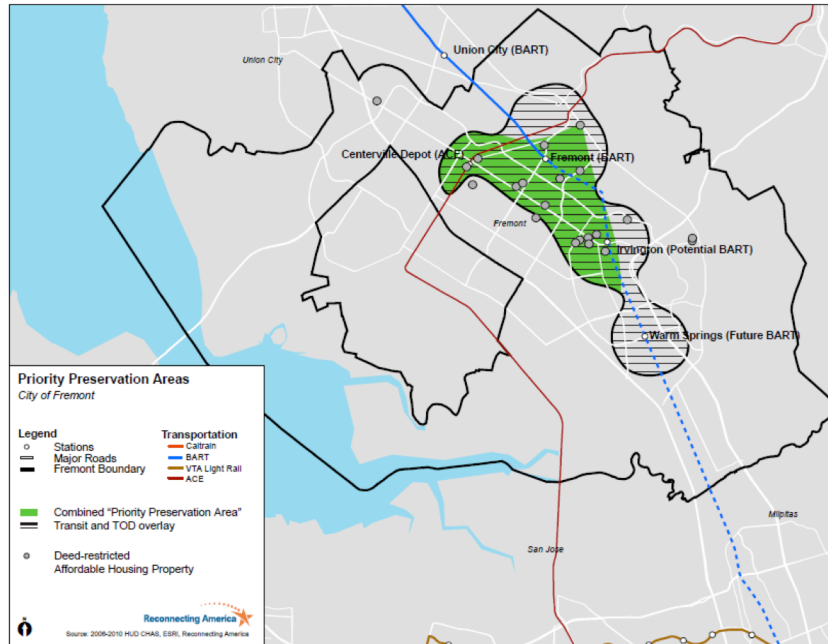 Union City (BART)
Union City
Centerville Depot (ACE)
Fremont (BART)
Fremont
Irvington (Potential BART)
Warm Springs (Future BART)
Milpitas
San Jose
Priority Preservation Areas
City of Fremont
Legend
Stations
Major Roads
Fremont Boundary
Transportation
Caltrain
BART
VTA Light Rail
ACE
Combined "Priority Preservation Area"
Transit and TOD overlay
Deed-restricted
Affordable Housing Property
Reconnecting America
Source: 2006-2010 HUD CHAS, ESRI, Reconnecting America